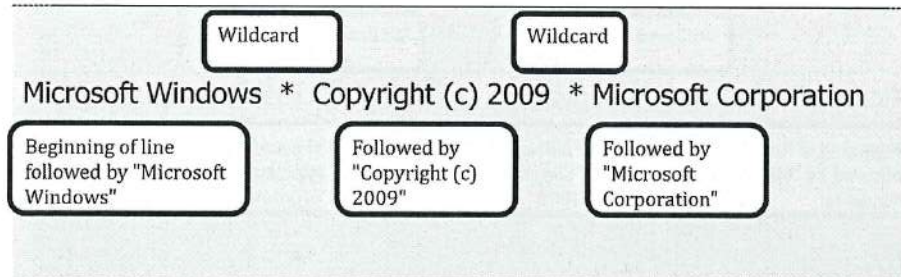 Wildcard
Wildcard
Microsoft Windows * Copyright (c) 2009 * Microsoft Corporation
Beginning of line
followed by "Microsoft
Windows"
Followed by
"Copyright (c)
2009"
Followed by
"Microsoft
Corporation"